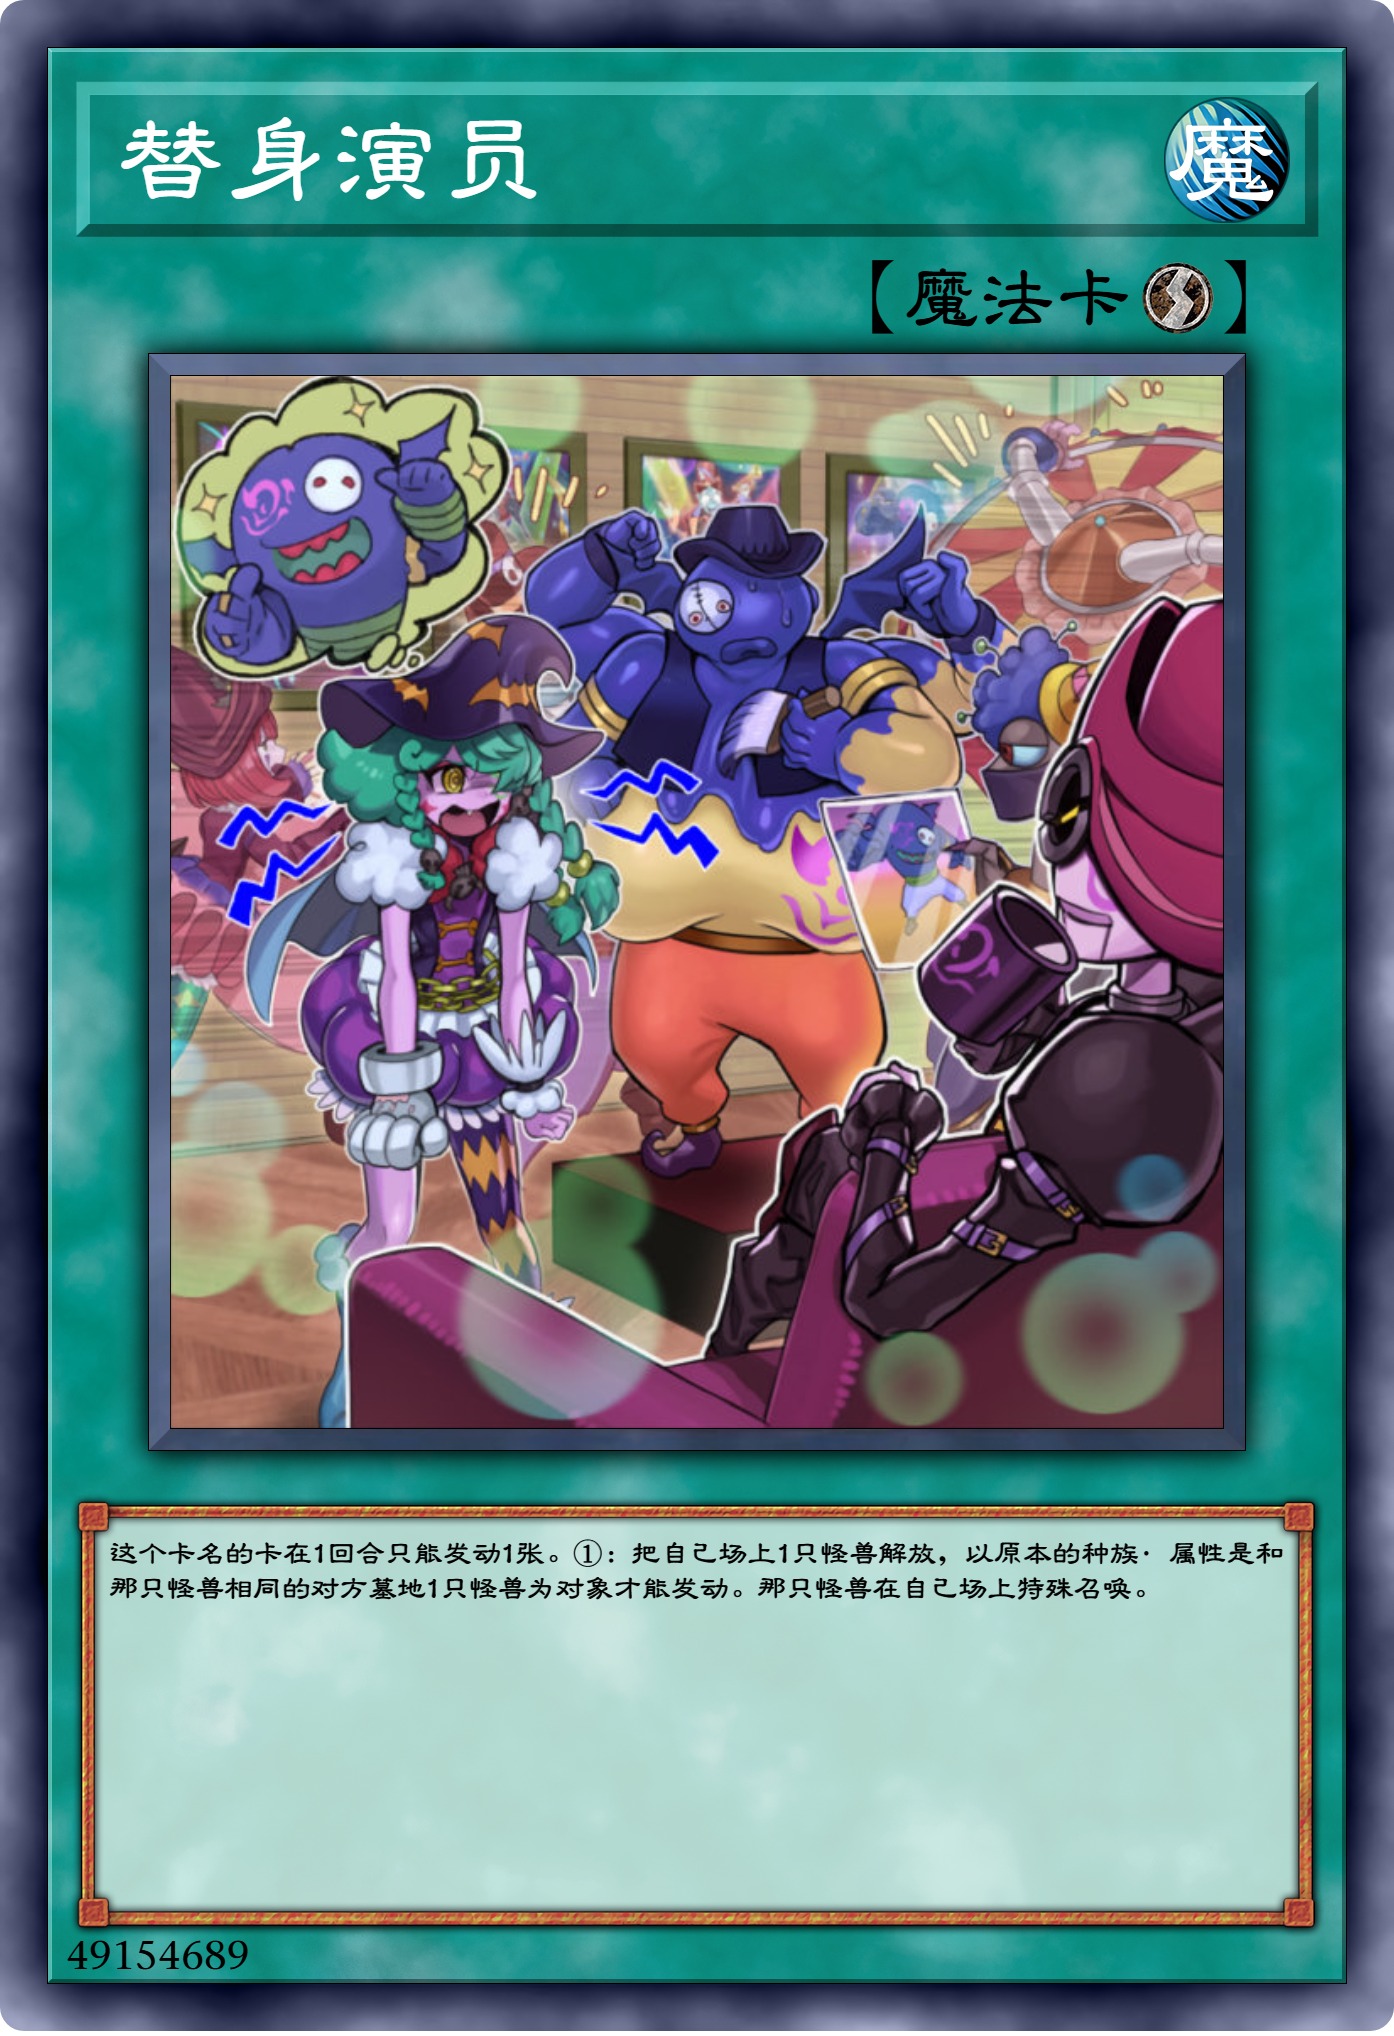 替身演员
魔
【魔法卡】
这个卡名的卡在1回合只能发动1张。①：把自己场上1只怪兽解放，以原本的种族·属性是和
那只怪兽相同的对方墓地1只怪兽为对象才能发动。那只怪兽在自己场上特殊召唤。
49154689